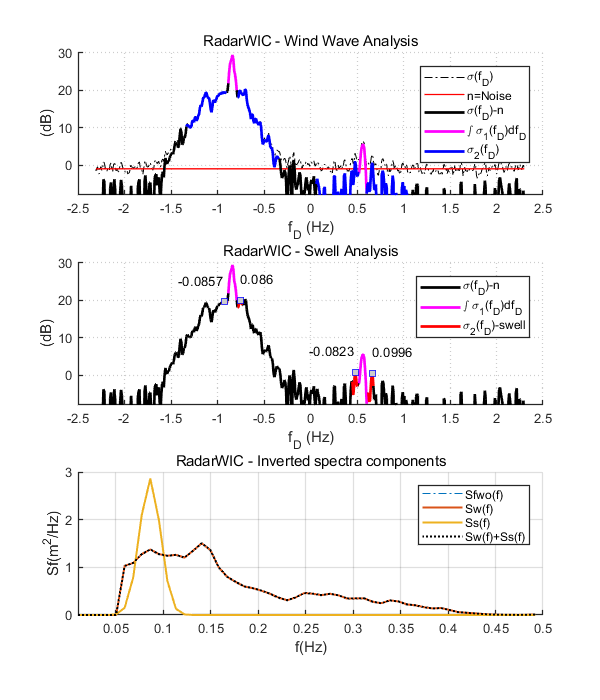 RadarWIC - Wind Wave Analysis
30
20
10
0
(dB)
σ(f_D)
n=Noise
σ(f_D)-n
∫ σ_1(f_D)df_D
σ_2(f_D)
-2.5 -2 -1.5 -1 -0.5 0 0.5 1 1.5 2 2.5
f_D (Hz)
RadarWIC - Swell Analysis
30
20
10
0
(dB)
-0.0857 0.086
-0.0823 0.0996
σ(f_D)-n
∫ σ_1(f_D)df_D
σ_2(f_D)-swell
-2.5 -2 -1.5 -1 -0.5 0 0.5 1 1.5 2 2.5
f_D (Hz)
RadarWIC - Inverted spectra components
3
2
1
0
Sf(m²/Hz)
Sfwo(f)
Sw(f)
Ss(f)
Sw(f)+Ss(f)
0.05 0.1 0.15 0.2 0.25 0.3 0.35 0.4 0.45 0.5
f(Hz)